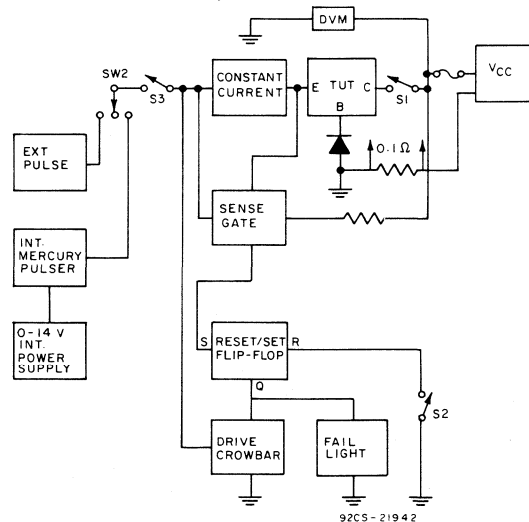 DVM
SW2
S3
CONSTANT
CURRENT
E TUT C
B
S1
VCC
0.1Ω
EXT
PULSE
SENSE
GATE
INT.
MERCURY
PULSER
0-14 V
INT.
POWER
SUPPLY
S RESET/SET R
FLIP-FLOP
Q
S2
DRIVE
CROWBAR
FAIL
LIGHT
92CS-21942